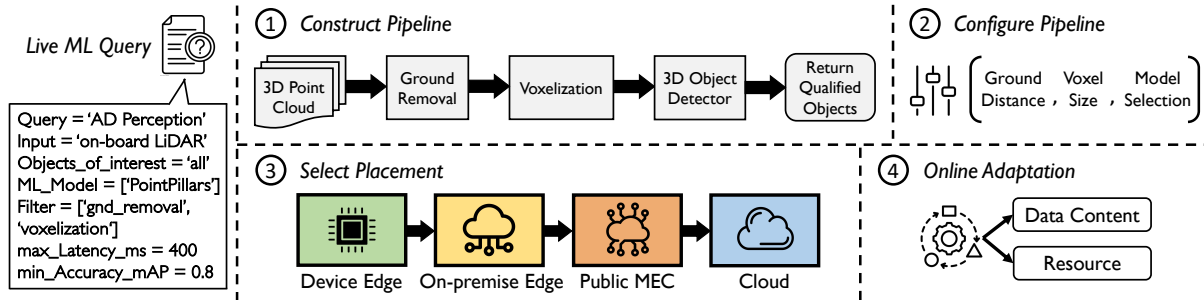 Live ML Query
?
Query = ‘AD Perception’
Input = ‘on-board LiDAR’
Objects_of_interest = ‘all’
ML_Model = [‘PointPillars’]
Filter = [‘gnd_removal’,
‘voxelization’]
max_Latency_ms = 400
min_Accuracy_mAP = 0.8
1 Construct Pipeline
3D Point
Cloud
Ground
Removal
Voxelization
3D Object
Detector
Return
Qualified
Objects
2 Configure Pipeline
Ground
Distance
,
Voxel
Size
,
Model
Selection
3 Select Placement
Device Edge
On-premise Edge
Public MEC
Cloud
4 Online Adaptation
Data Content
Resource